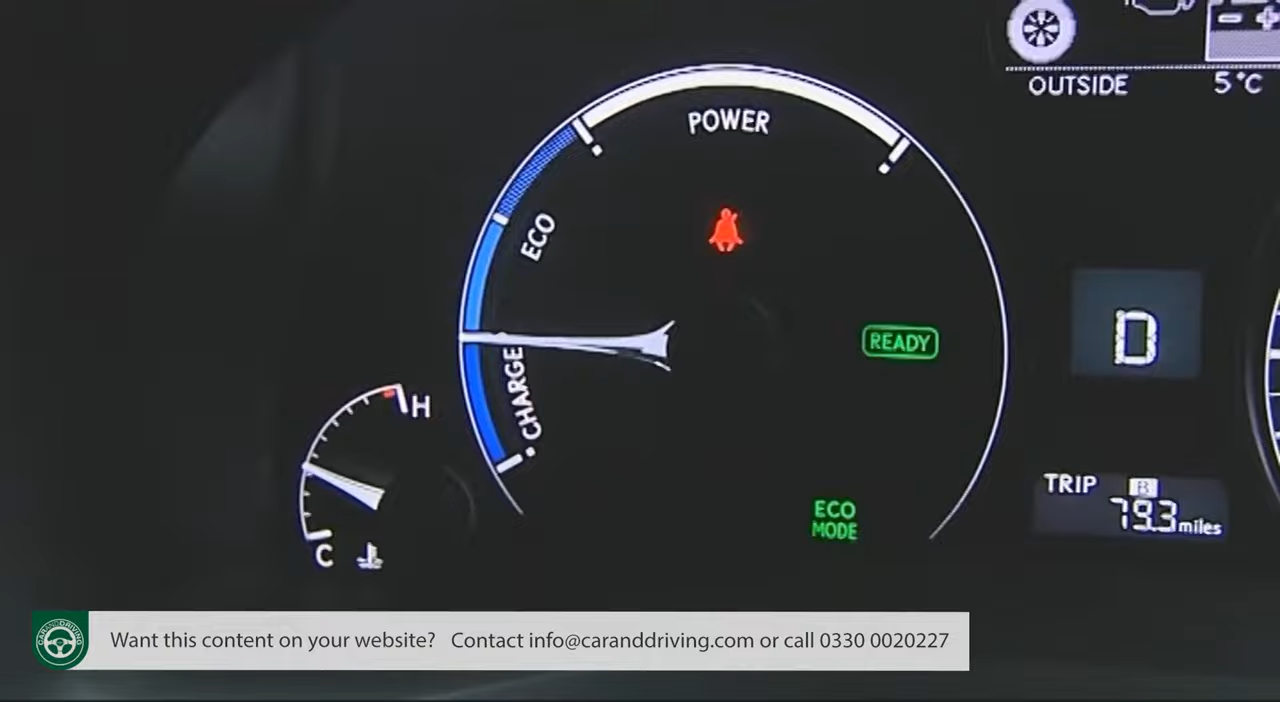 POWER
OUTSIDE 5°C
ECO
READY
D
CHARGE
H
C
TRIP B
79.3 miles
ECO
MODE
CARANDDRIVING
Want this content on your website? Contact info@caranddriving.com or call 0330 0020227